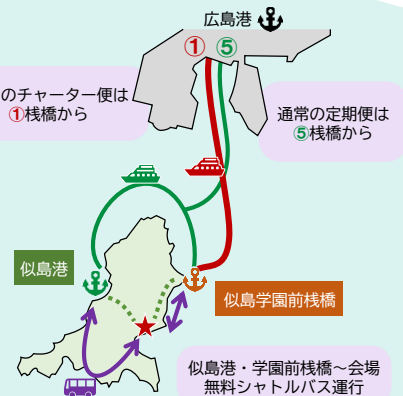 広島港
① ⑤
のチャーター便は
①桟橋から
通常の定期便は
⑤桟橋から
似島港
似島学園前桟橋
似島港・学園前桟橋～会場
無料シャトルバス運行